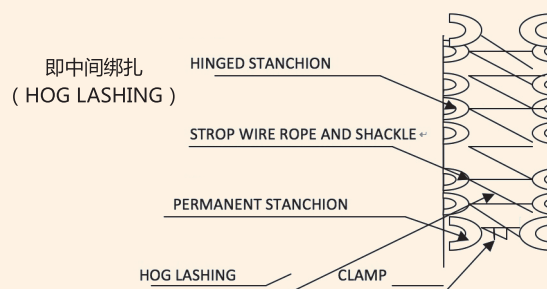 即中间绑扎
（HOG LASHING）
HINGED STANCHION
STROP WIRE ROPE AND SHACKLE↵
PERMANENT STANCHION
HOG LASHING
CLAMP